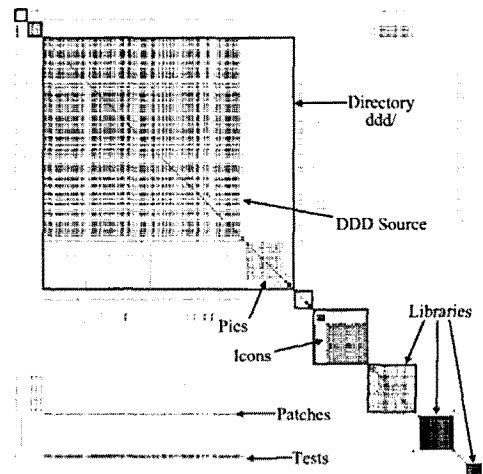 Directory
ddd/
DDD Source
Pics
Libraries
Icons
Patches
Tests